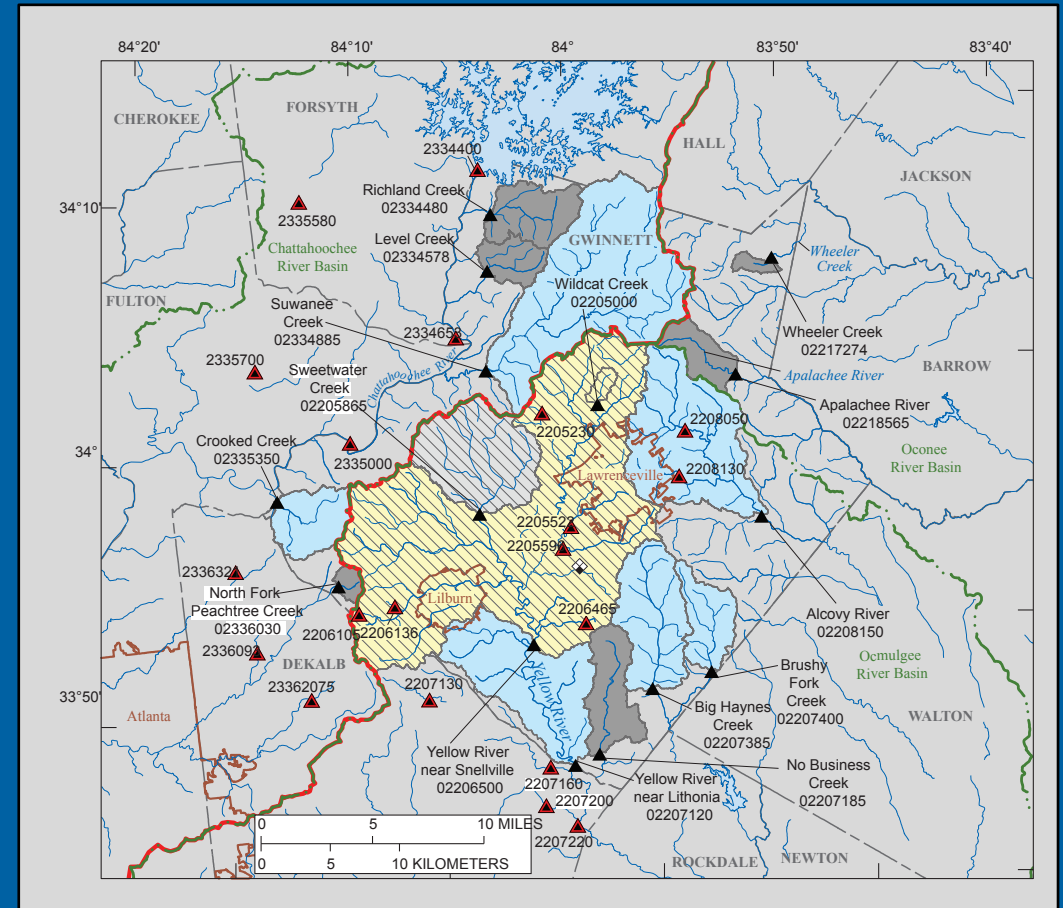 84°20' 84°10' 84° 83°50' 83°40'
CHEROKEE
FORSYTH
HALL
JACKSON
2334400
Richland Creek
02334480
34°10'
2335580
Level Creek
02334578
GWINNETT
Chattahoochee
River Basin
Wheeler
Creek
Wildcat Creek
02205000
FULTON
Suwanee
Creek
02334885
Wheeler Creek
02217274
2334653
Chattahoochee River
2335700
Sweetwater
Creek
02205865
BARROW
Apalachee River
Apalachee River
02218565
2205230
2208050
Crooked Creek
02335350
34°
2335000
Lawrenceville
2208130
Oconee
River Basin
2205522
2205596
233632
North Fork
Peachtree Creek
02336030
Lilburn
2206465
Alcovy River
02208150
2206105
2206136
2336093
DEKALB
Ocmulgee
River Basin
Brushy
Fork
Creek
02207400
33°50'
23362075
2207130
Yellow River
Big Haynes
Creek
02207385
WALTON
Atlanta
Yellow River
near Snellville
02206500
No Business
Creek
02207185
2207160
Yellow River
near Lithonia
02207120
2207200
0 5 10 MILES
2207220
0 5 10 KILOMETERS
ROCKDALE
NEWTON